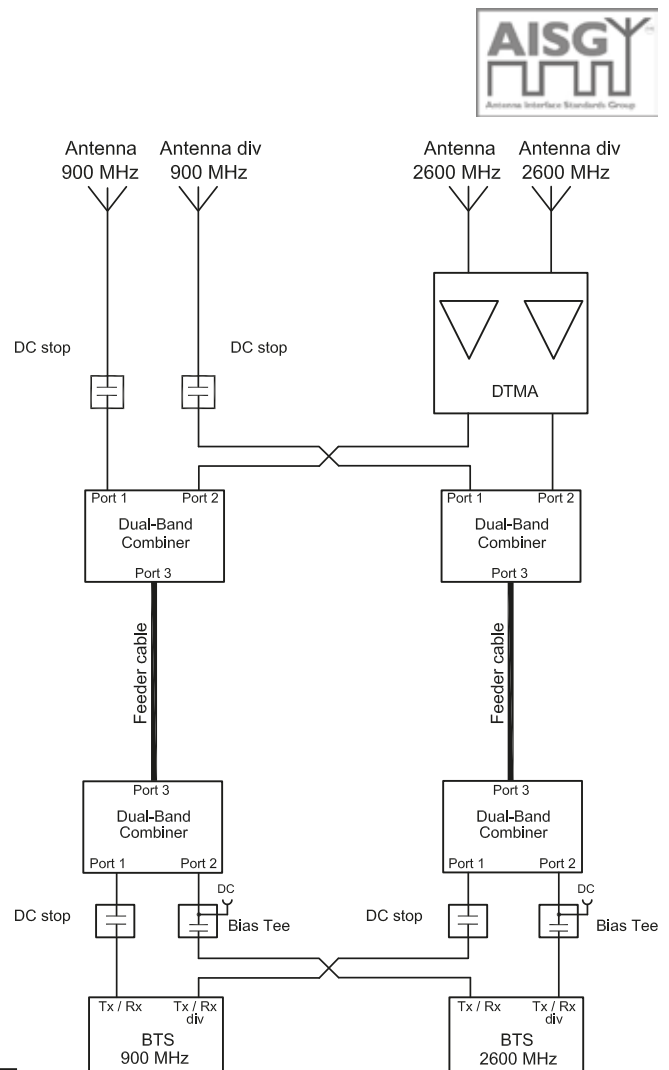 AISG
Antenna Interface Standards Group
Antenna
900 MHz
Antenna div
900 MHz
Antenna
2600 MHz
Antenna div
2600 MHz
DC stop
DC stop
DTMA
Port 1
Port 2
Dual-Band
Combiner
Port 3
Port 1
Port 2
Dual-Band
Combiner
Port 3
Feeder cable
Feeder cable
Port 3
Dual-Band
Combiner
Port 1
Port 2
Port 3
Dual-Band
Combiner
Port 1
Port 2
DC stop
DC
Bias Tee
DC stop
DC
Bias Tee
Tx / Rx
Tx / Rx
div
BTS
900 MHz
Tx / Rx
Tx / Rx
div
BTS
2600 MHz